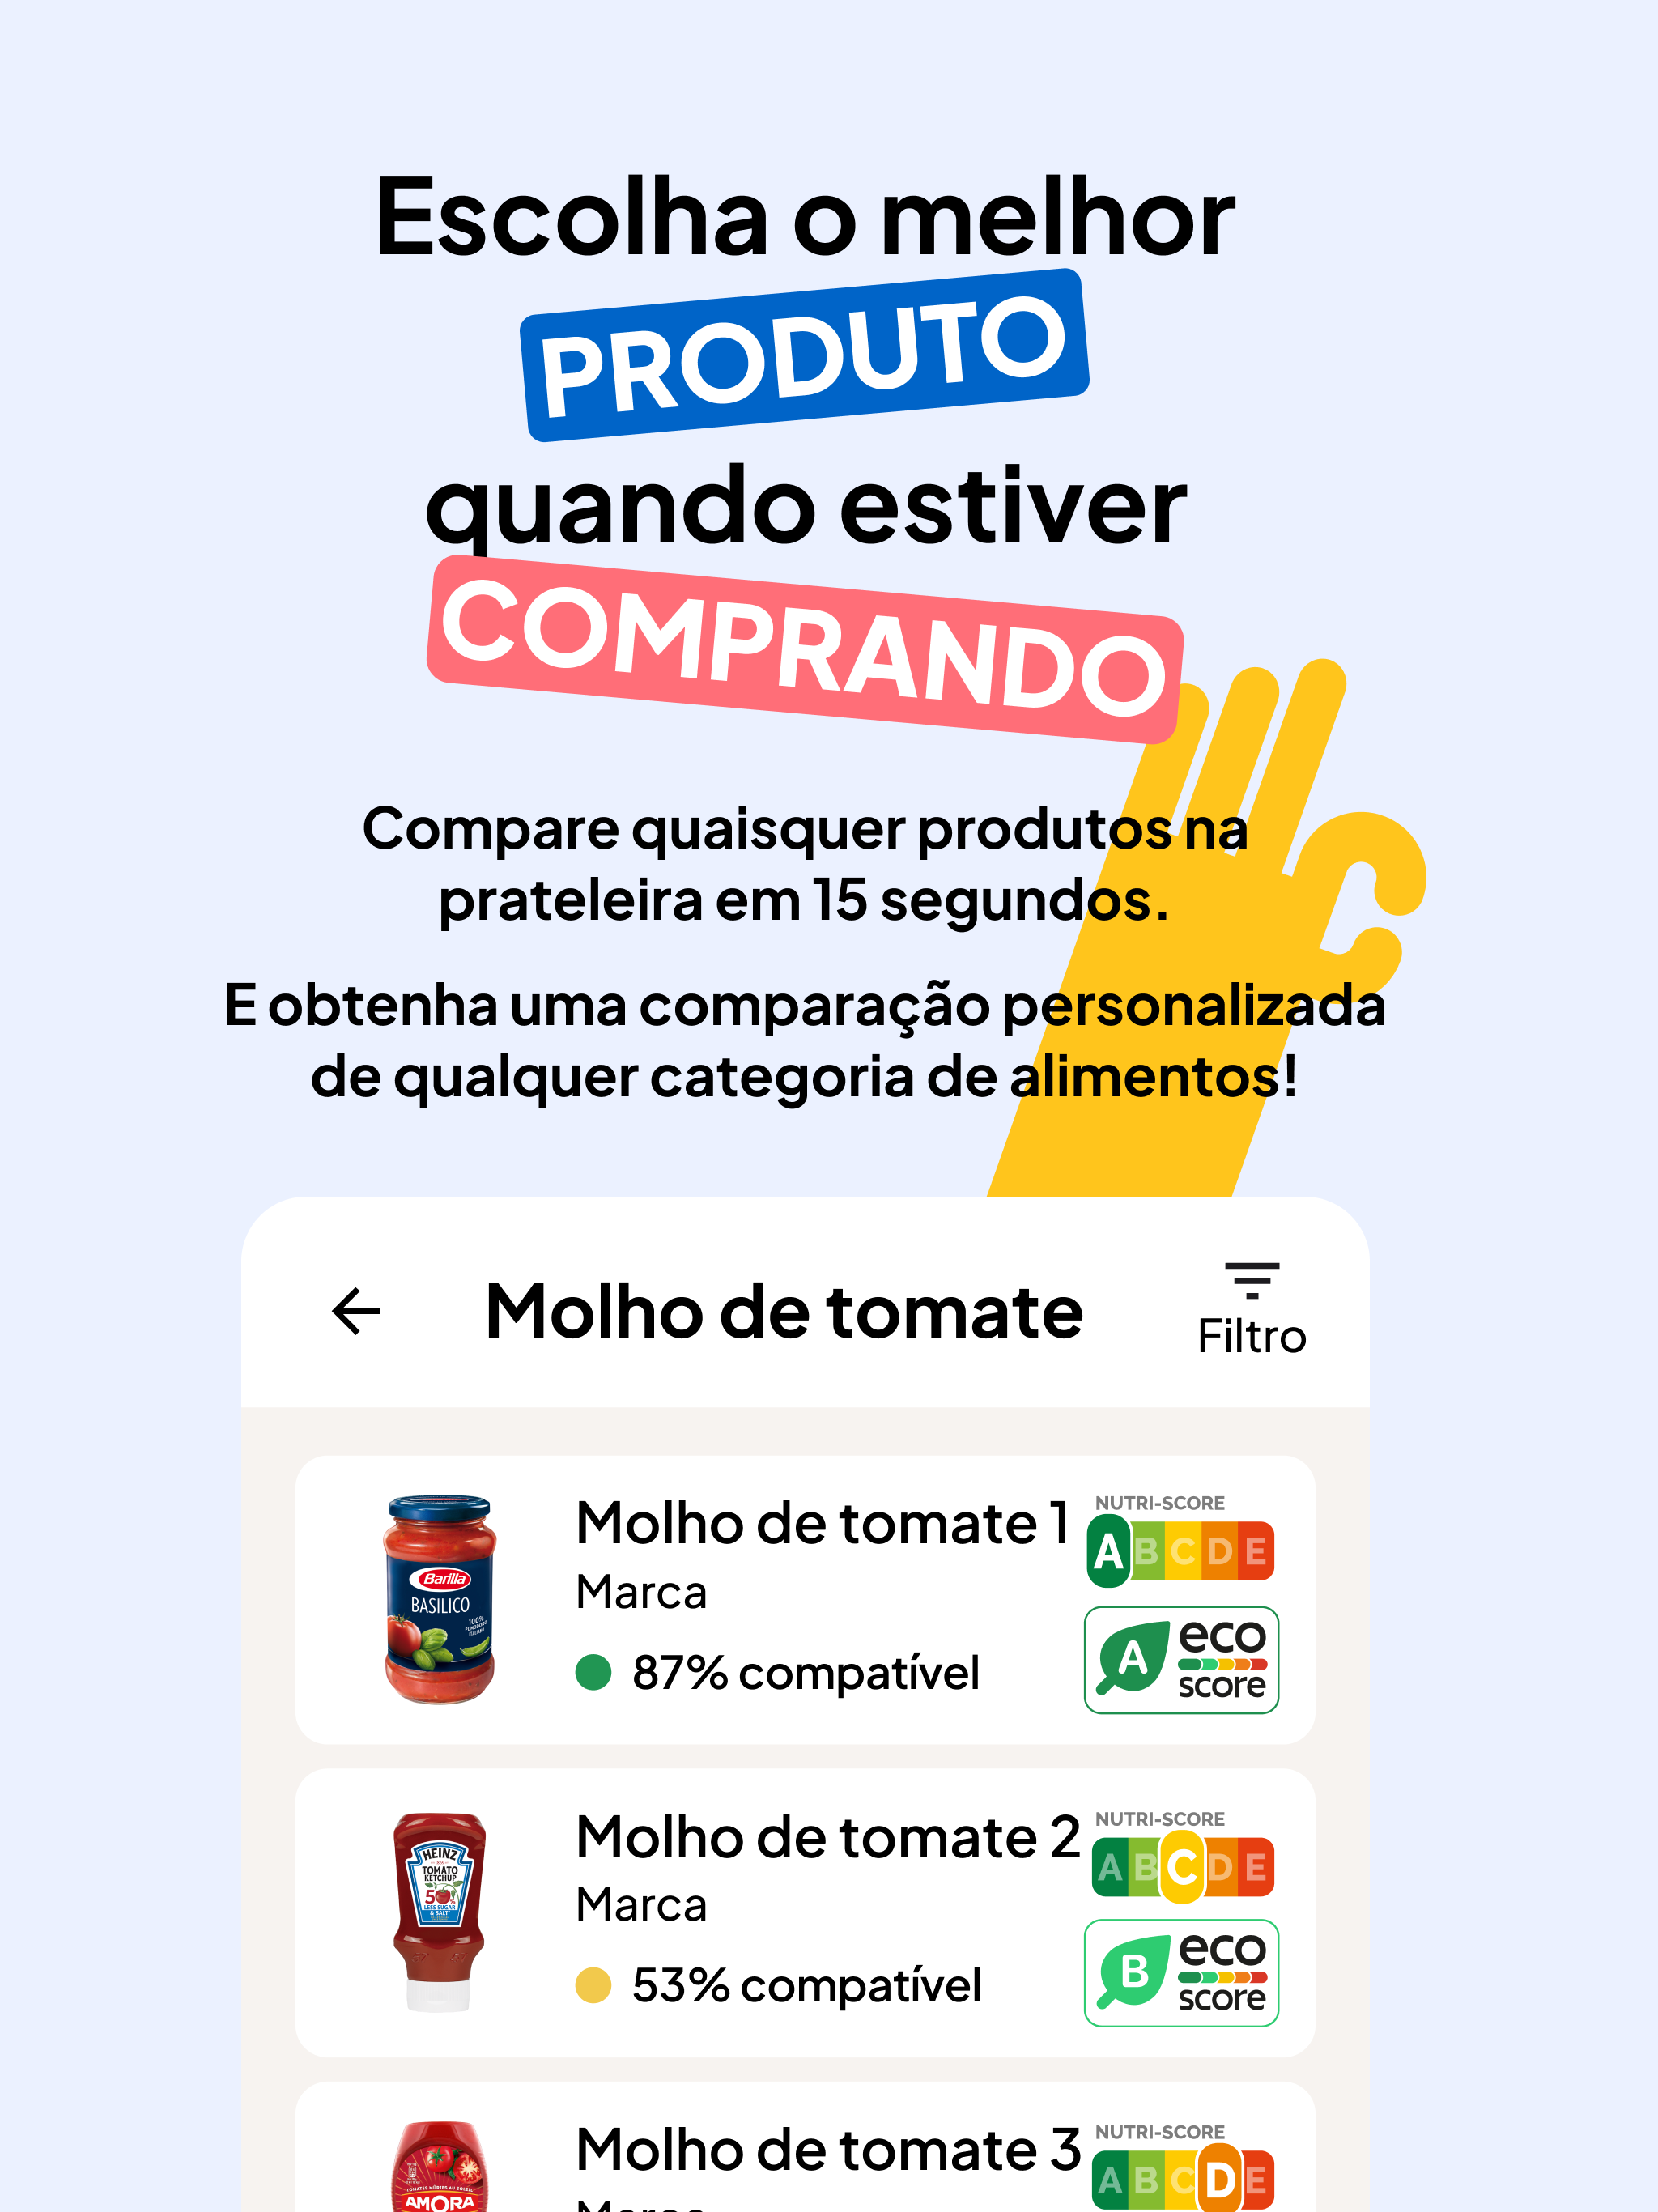 Escolha o melhor
PRODUTO
quando estiver
COMPRANDO
Compare quaisquer produtos na
prateleira em 15 segundos.
E obtenha uma comparação personalizada
de qualquer categoria de alimentos!
Molho de tomate
Filtro
Barilla
BASILICO
100%
POMODORO
ITALIANO
Molho de tomate 1
Marca
87% compatível
NUTRI-SCORE
A B C D E
A
eco
score
HEINZ
TOMATO
KETCHUP
50%
LESS SUGAR
& SALT*
Molho de tomate 2
Marca
53% compatível
NUTRI-SCORE
A B C D E
B
eco
score
TOMATES MÛRIES AU SOLEIL
AMORA
Molho de tomate 3
Marca
NUTRI-SCORE
A B C D E